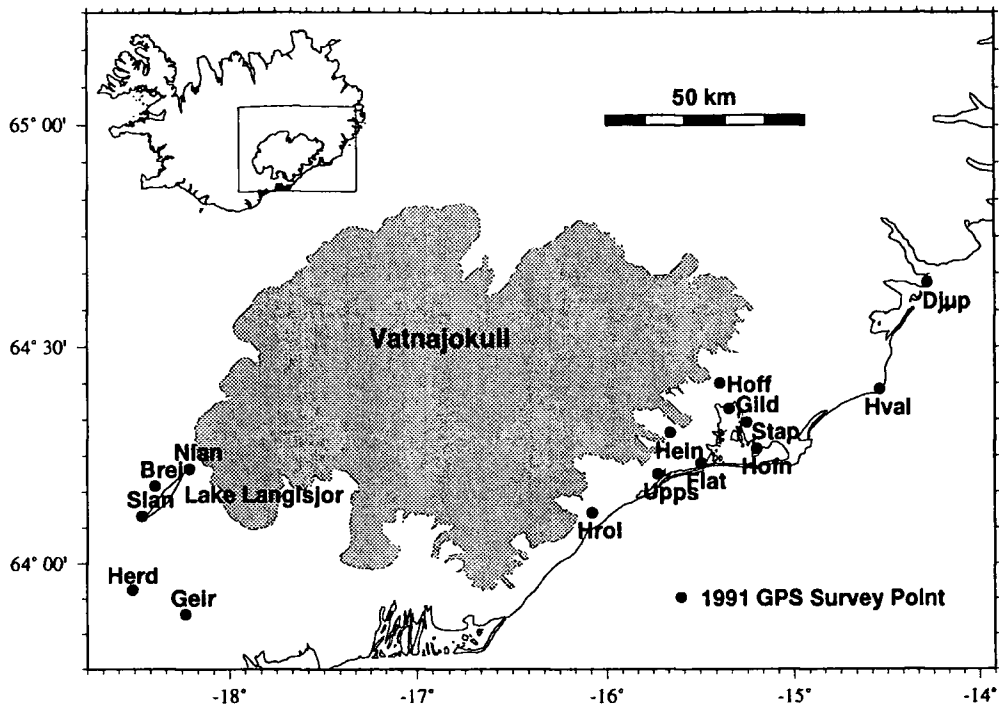 50 km
65° 00'
Vatnajokull
Djup
64° 30'
Hoff
Gild
Hval
Stap
Hein
Hofn
Nlan
Brei
Flat
Slan
Lake Langisjor
Upps
Hrol
64° 00'
Herd
Geir
1991 GPS Survey Point
-18°
-17°
-16°
-15°
-14°